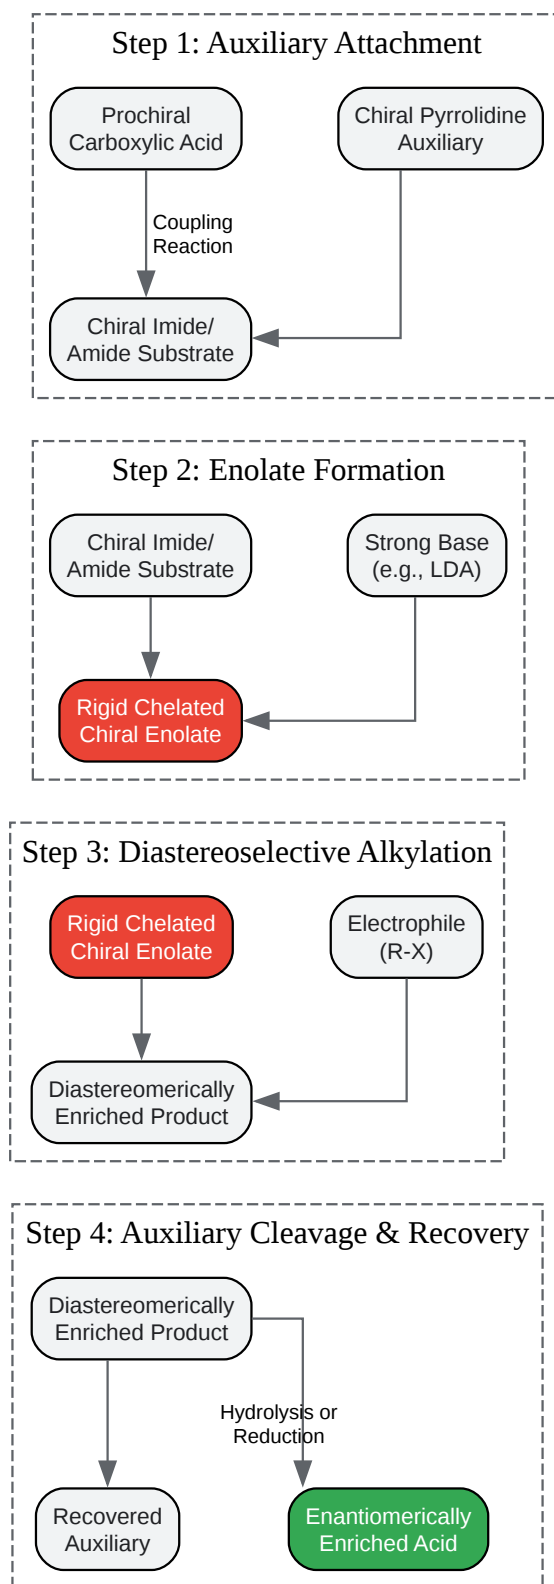 Step 1: Auxiliary Attachment
Prochiral
Carboxylic Acid
Chiral Pyrrolidine
Auxiliary
Coupling
Reaction
Chiral Imide/
Amide Substrate
Step 2: Enolate Formation
Chiral Imide/
Amide Substrate
Strong Base
(e.g., LDA)
Rigid Chelated
Chiral Enolate
Step 3: Diastereoselective Alkylation
Rigid Chelated
Chiral Enolate
Electrophile
(R-X)
Diastereomerically
Enriched Product
Step 4: Auxiliary Cleavage & Recovery
Diastereomerically
Enriched Product
Hydrolysis or
Reduction
Recovered
Auxiliary
Enantiomerically
Enriched Acid